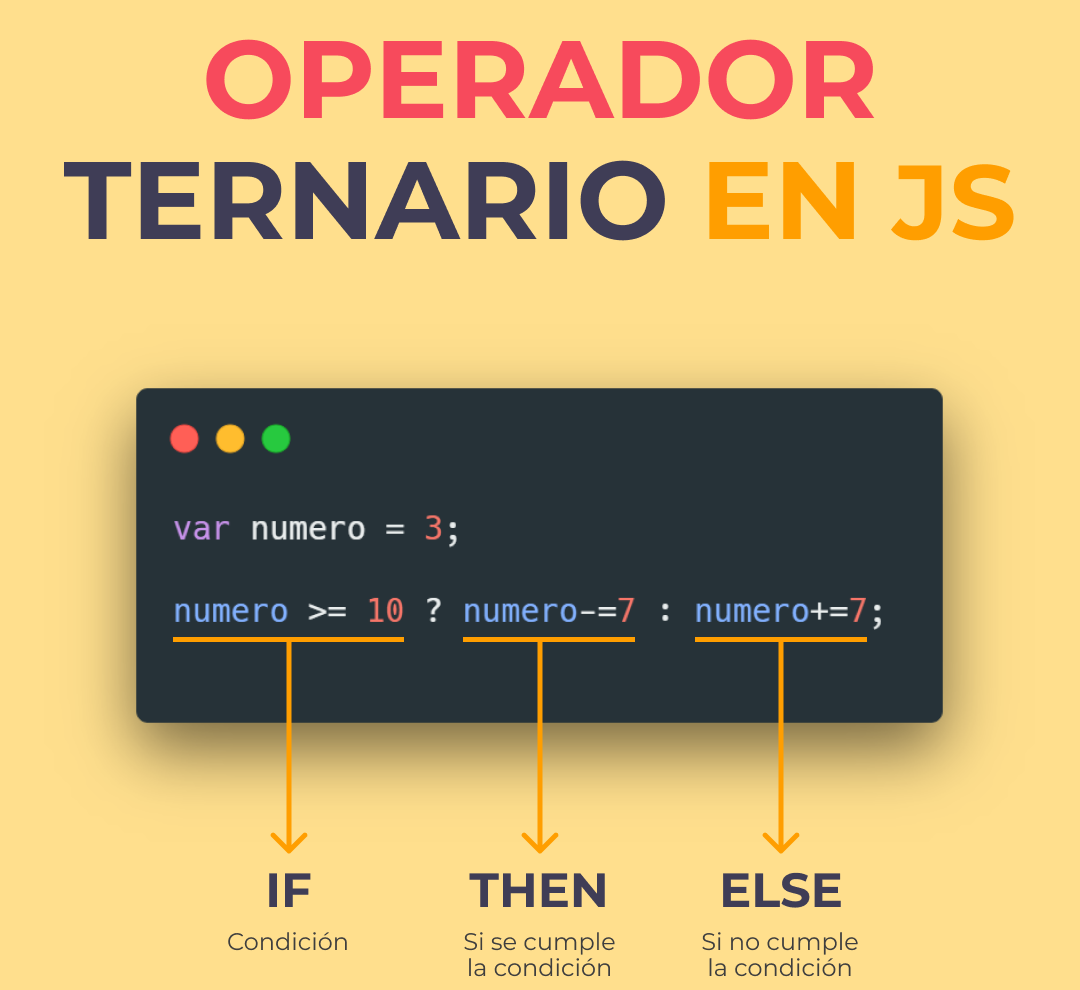 OPERADOR
TERNARIO EN JS
var numero = 3;
numero >= 10 ? numero-=7 : numero+=7;
IF THEN ELSE
Condición Si se cumple Si no cumple
la condición la condición